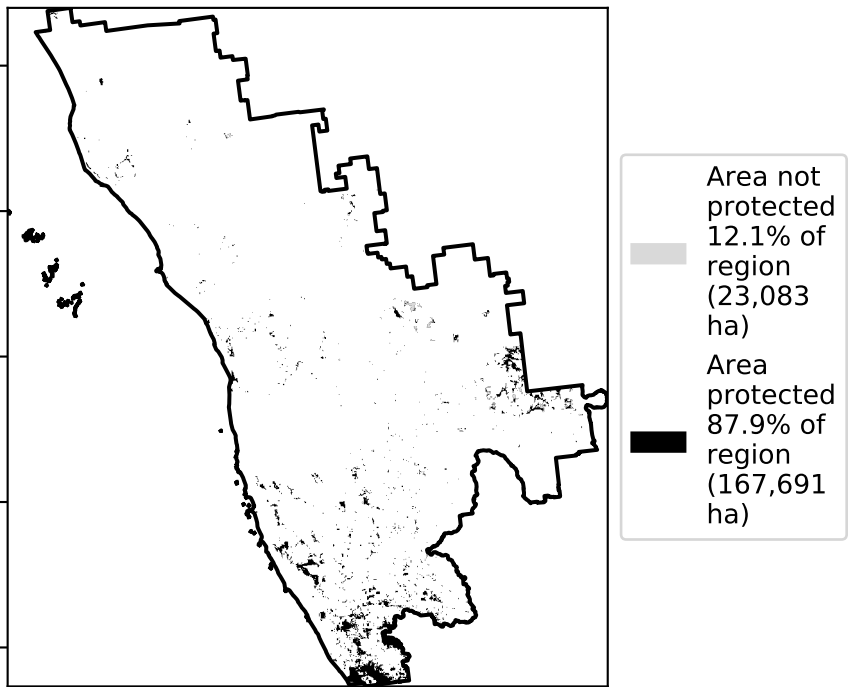 Area not
protected
12.1% of
region
(23,083
ha)
Area
protected
87.9% of
region
(167,691
ha)